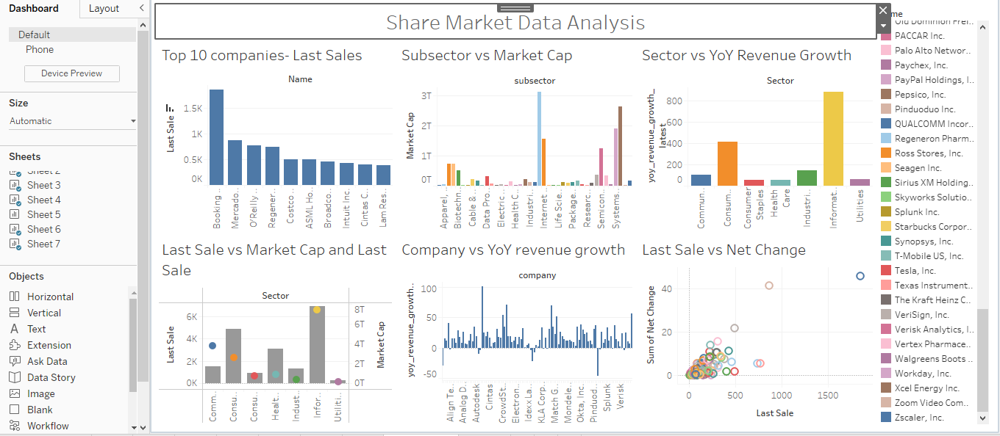 Dashboard
Layout
Default
Phone
Device Preview
Size
Automatic
Sheets
Sheet 2
Sheet 3
Sheet 4
Sheet 5
Sheet 6
Sheet 7
Objects
Horizontal
Vertical
Text
Extension
Ask Data
Data Story
Image
Blank
Workflow
Share Market Data Analysis
Top 10 companies- Last Sales
Name
Last Sale
1.5K
1K
0.5K
0K
Booking ..
Mercado..
O'Reilly ..
Regener..
Costco ..
ASML Ho..
Broadco..
Intuit Inc.
Cintas C..
Lam Res..
Subsector vs Market Cap
subsector
Market Cap
3T
2T
1T
0T
Apparel,..
Biotechn..
Cable & ..
Data Pro..
Electric ..
Health C..
Industri..
Internet..
Life Scie..
Package..
Researc..
Semicon..
Systems..
Sector vs YoY Revenue Growth
Sector
yoy_revenue_growth_
latest
800
600
400
200
0
Commun..
Consum..
Consumer
Staples
Health
Care
Industri..
Informat..
Utilities
Last Sale vs Market Cap and Last
Sale
Sector
Last Sale
6K
4K
2K
0K
8T
6T
4T
2T
0T
Market Cap
Comm..
Consu..
Consu..
Healt..
Indust..
Infor..
Utiliti..
Company vs YoY revenue growth
company
yoy_revenue_growth..
100
50
0
-50
Align Te..
Analog D..
Autodesk
Cintas
CrowdSt..
Electron..
Idexx La..
KLA Corp..
Match G..
Mondele..
Okta, Inc.
Pinduod..
Splunk
Verisk
Last Sale vs Net Change
Sum of Net Change
40
20
0
0
500
1000
1500
Last Sale
Old Dominion Frei..
PACCAR Inc.
Palo Alto Networ..
Paychex, Inc.
PayPal Holdings, I..
Pepsico, Inc.
Pinduoduo Inc.
QUALCOMM Incor..
Regeneron Pharm..
Ross Stores, Inc.
Seagen Inc.
Sirius XM Holding..
Skyworks Solutio..
Splunk Inc.
Starbucks Corpor..
Synopsys, Inc.
T-Mobile US, Inc.
Tesla, Inc.
Texas Instrument..
The Kraft Heinz C..
VeriSign, Inc.
Verisk Analytics, I..
Vertex Pharmace..
Walgreens Boots ..
Workday, Inc.
Xcel Energy Inc.
Zoom Video Com..
Zscaler, Inc.